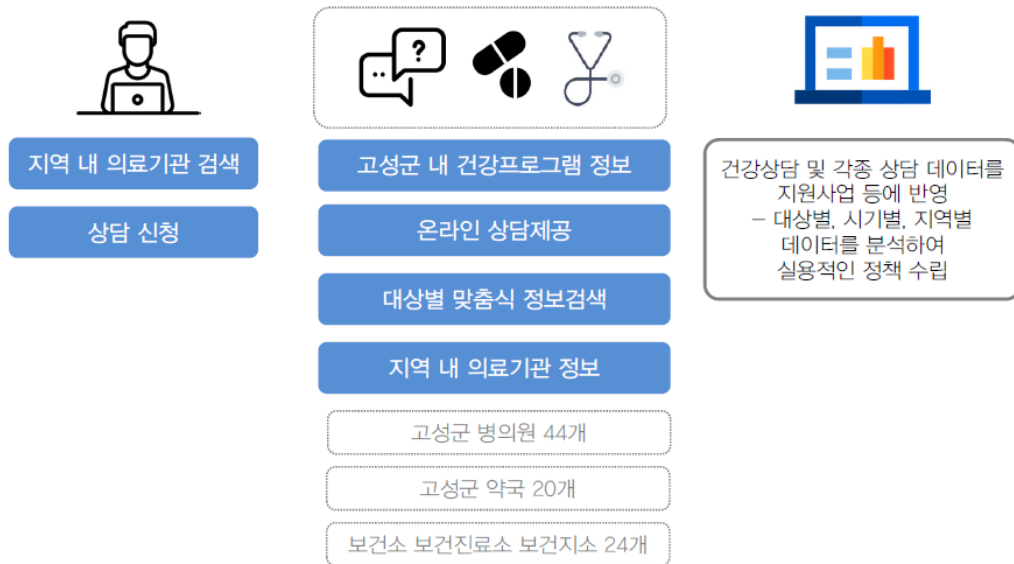 지역 내 의료기관 검색
상담 신청
?
고성군 내 건강프로그램 정보
온라인 상담제공
대상별 맞춤식 정보검색
지역 내 의료기관 정보
고성군 병의원 44개
고성군 약국 20개
보건소 보건진료소 보건지소 24개
건강상담 및 각종 상담 데이터를
지원사업 등에 반영
– 대상별, 시기별, 지역별
데이터를 분석하여
실용적인 정책 수립